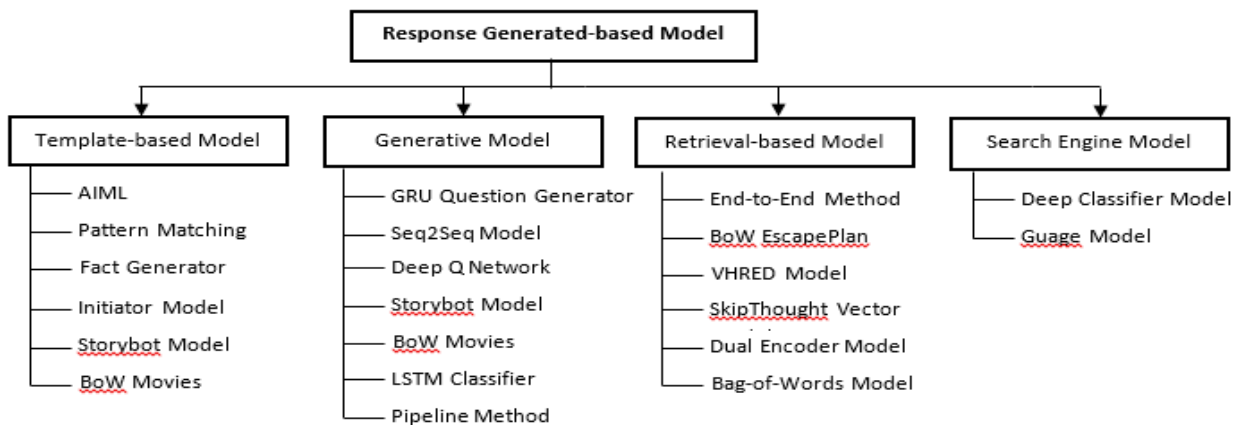 Response Generated-based Model
Template-based Model
AIML
Pattern Matching
Fact Generator
Initiator Model
Storybot Model
BoW Movies
Generative Model
GRU Question Generator
Seq2Seq Model
Deep Q Network
Storybot Model
BoW Movies
LSTM Classifier
Pipeline Method
Retrieval-based Model
End-to-End Method
BoW EscapePlan
VHRED Model
SkipThought Vector
Dual Encoder Model
Bag-of-Words Model
Search Engine Model
Deep Classifier Model
Guage Model